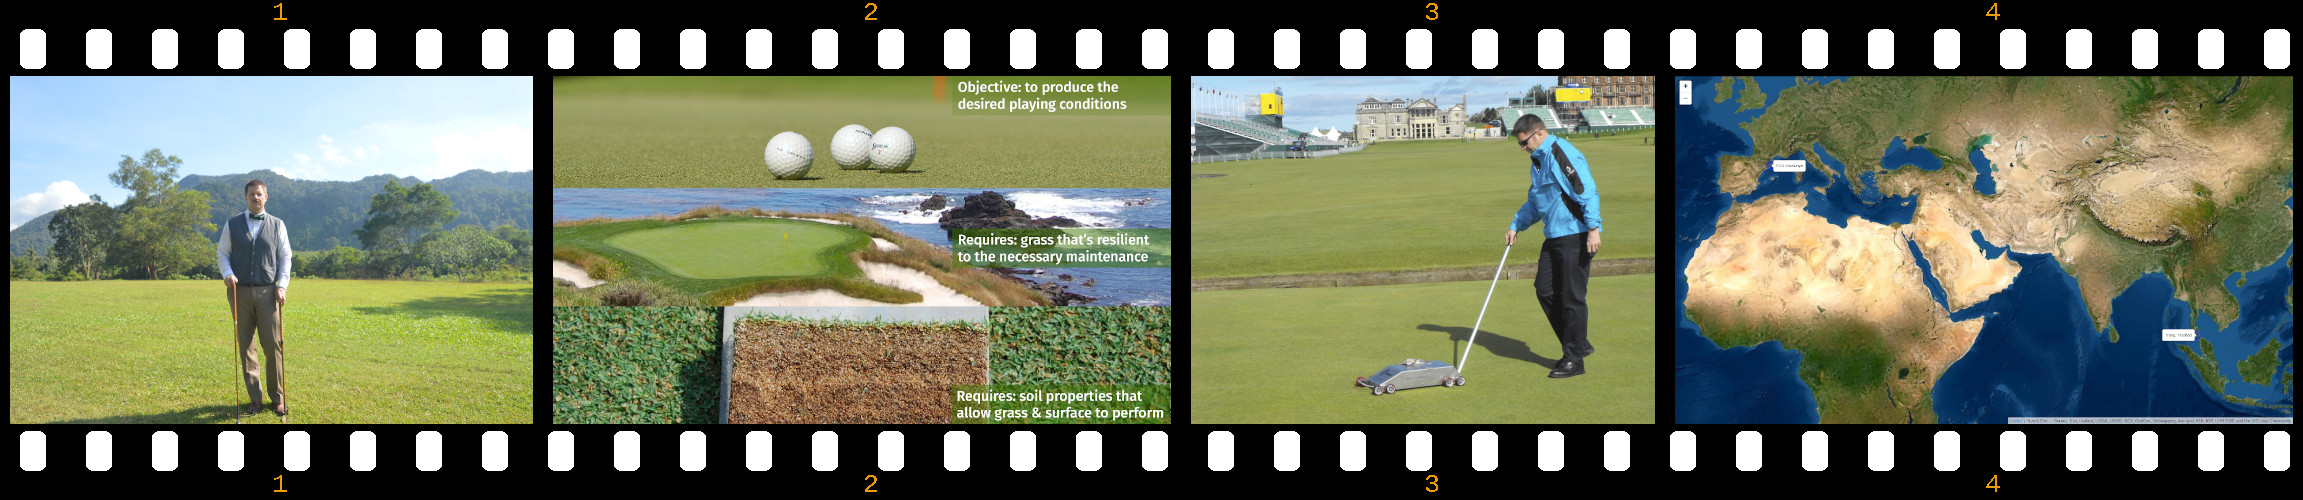 1
2
3
4
Objective: to produce the
desired playing conditions
Requires: grass that's resilient
to the necessary maintenance
Requires: soil properties that
allow grass & surface to perform
+
−
1
2
3
4